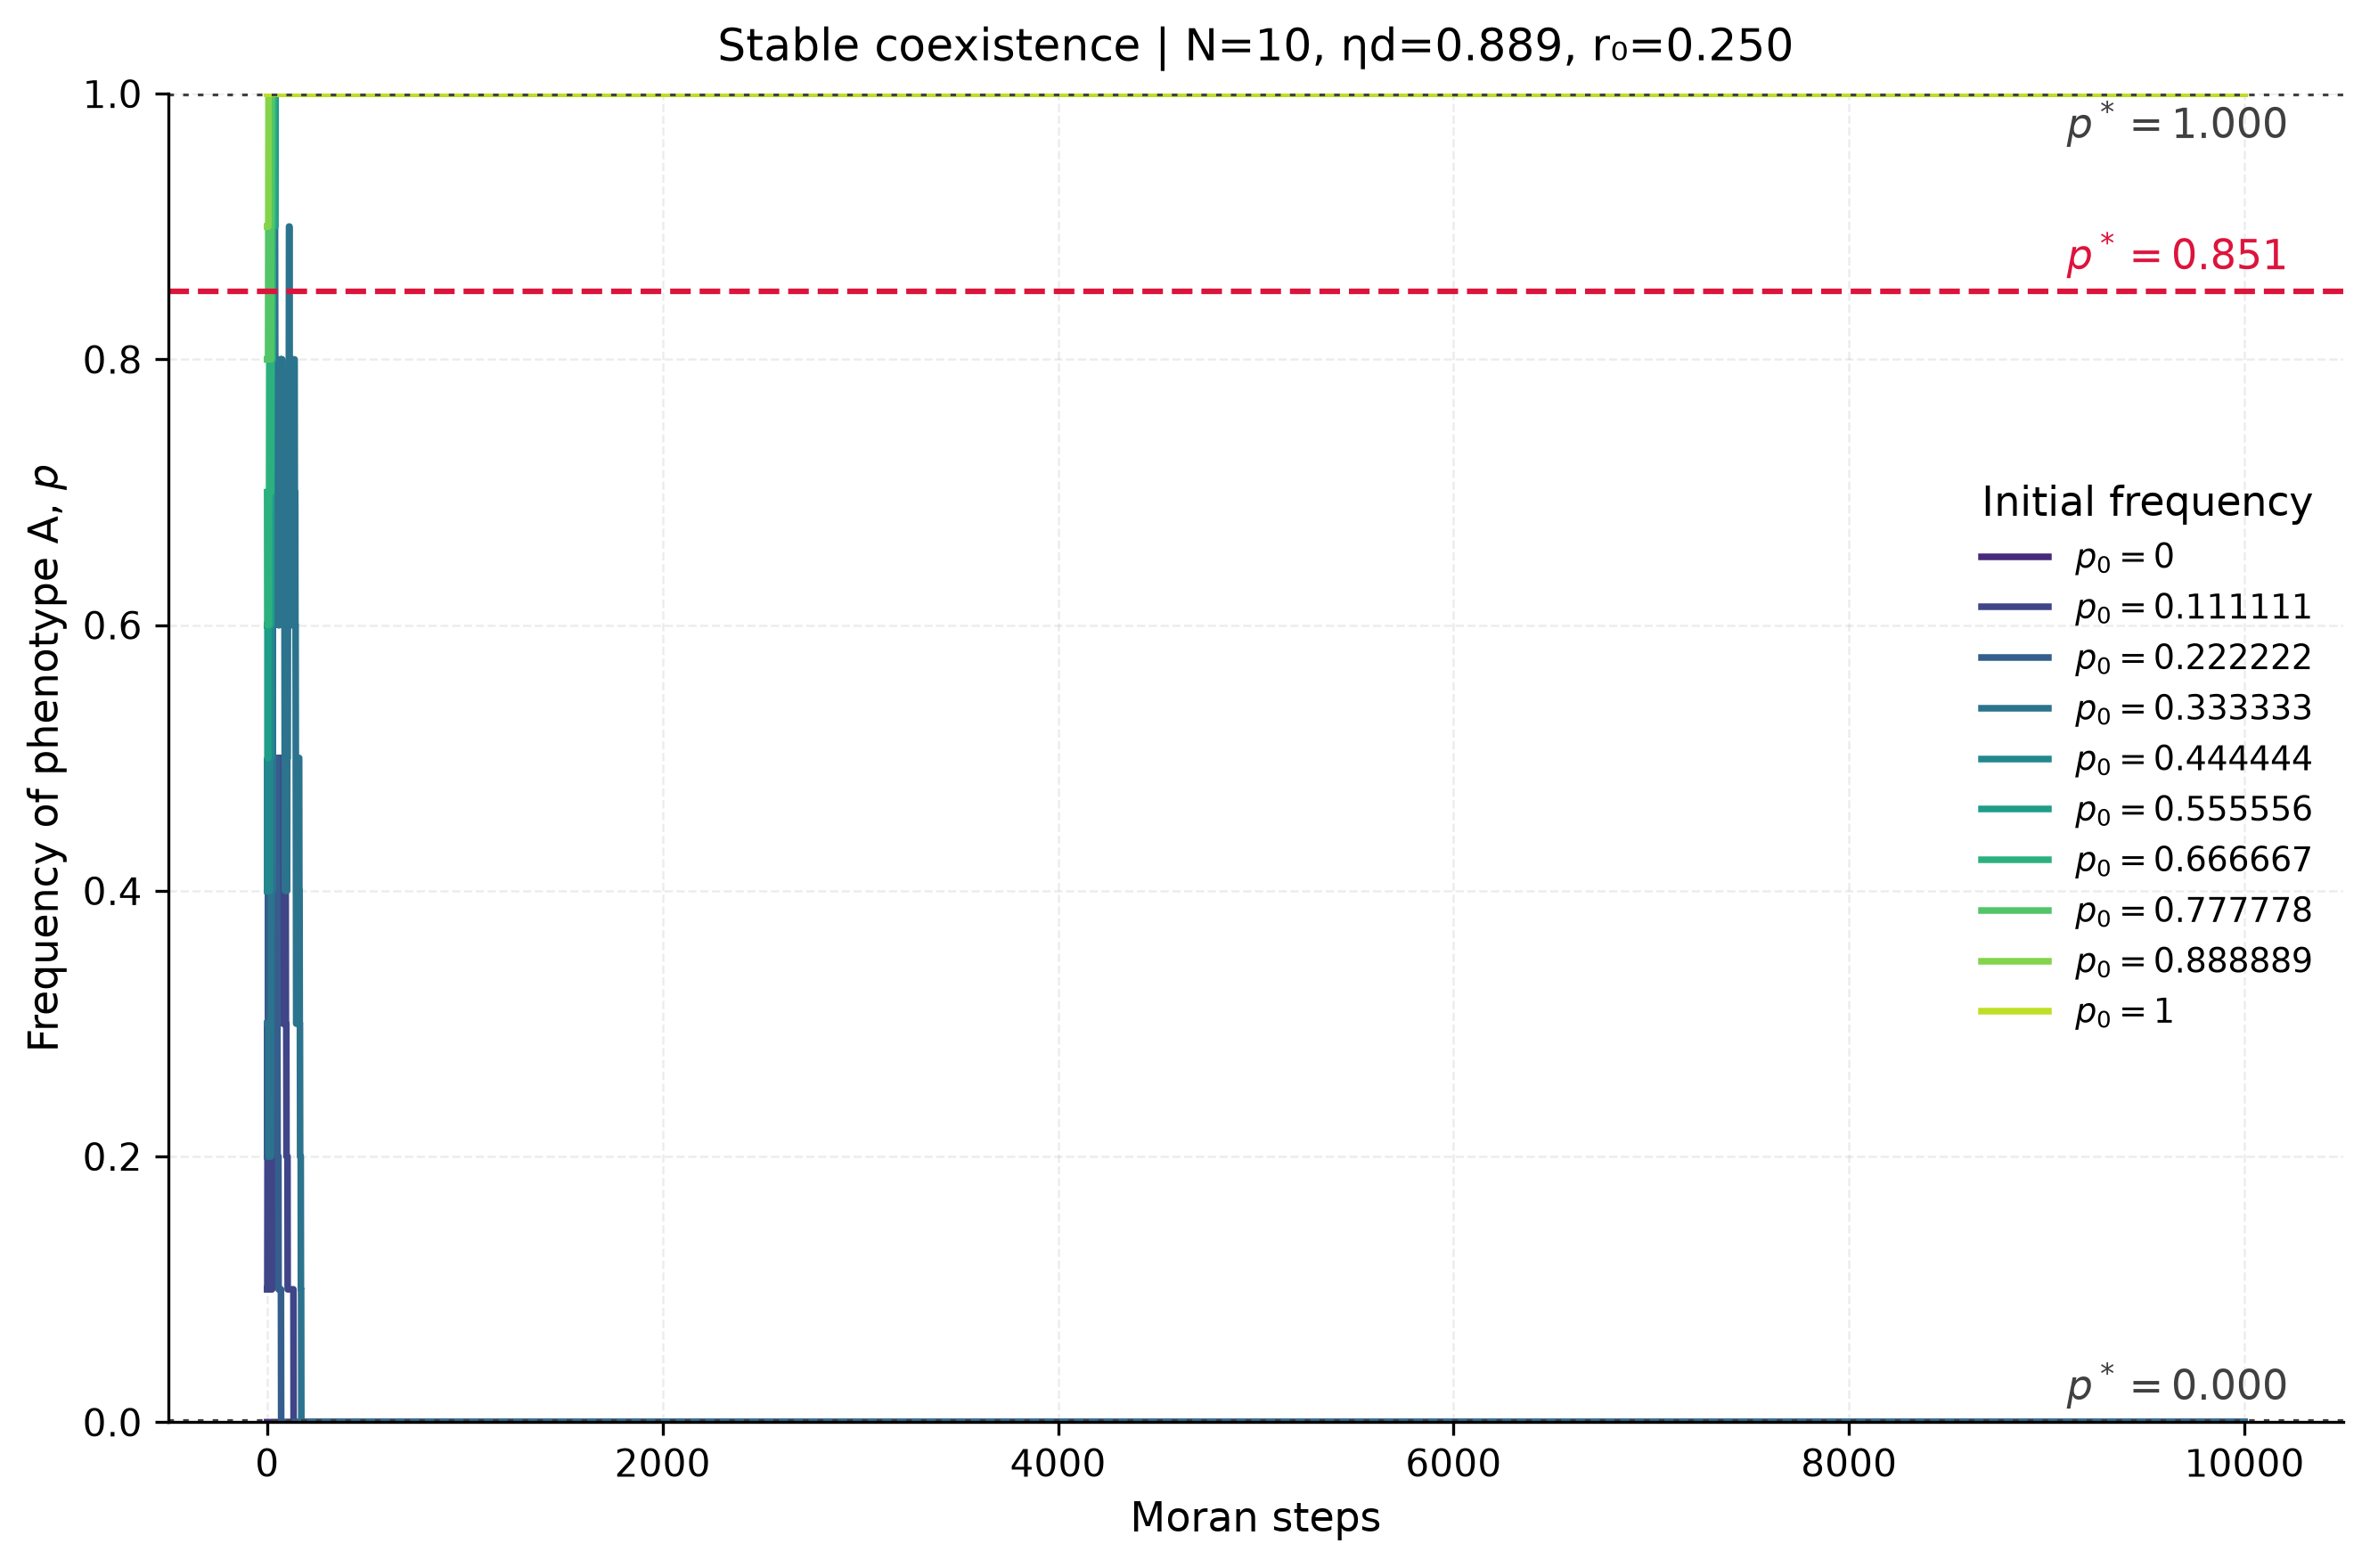 Stable coexistence | N=10, ηd=0.889, r₀=0.250
1.0
0.8
0.6
0.4
0.2
0.0
Frequency of phenotype A, p
p* = 1.000
p* = 0.851
Initial frequency
p₀ = 0
p₀ = 0.111111
p₀ = 0.222222
p₀ = 0.333333
p₀ = 0.444444
p₀ = 0.555556
p₀ = 0.666667
p₀ = 0.777778
p₀ = 0.888889
p₀ = 1
p* = 0.000
0 2000 4000 6000 8000 10000
Moran steps